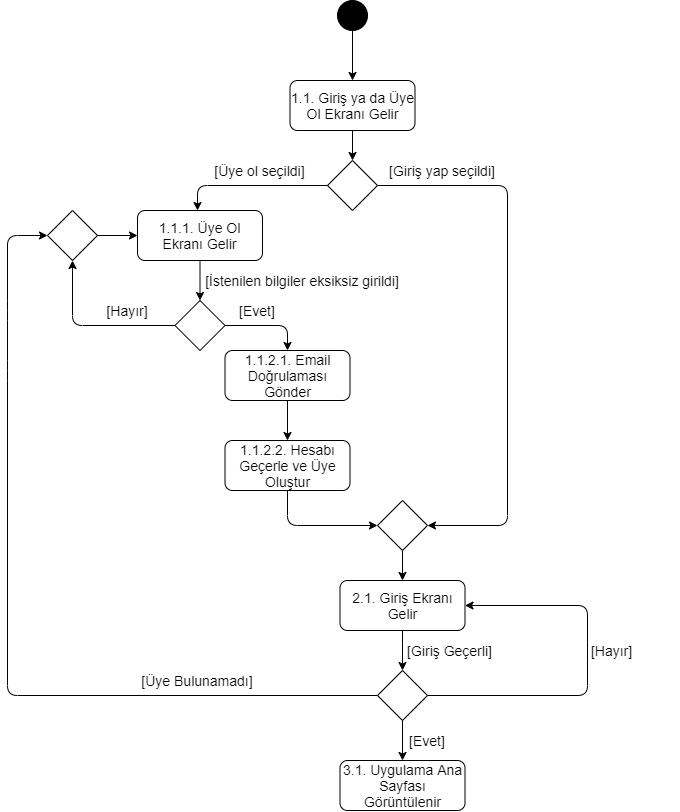 1.1. Giriş ya da Üye
Ol Ekranı Gelir
[Üye ol seçildi]
[Giriş yap seçildi]
1.1.1. Üye Ol
Ekranı Gelir
[İstenilen bilgiler eksiksiz girildi]
[Hayır]
[Evet]
1.1.2.1. Email
Doğrulaması
Gönder
1.1.2.2. Hesabı
Geçerle ve Üye
Oluştur
2.1. Giriş Ekranı
Gelir
[Giriş Geçerli]
[Hayır]
[Üye Bulunamadı]
[Evet]
3.1. Uygulama Ana
Sayfası
Görüntülenir